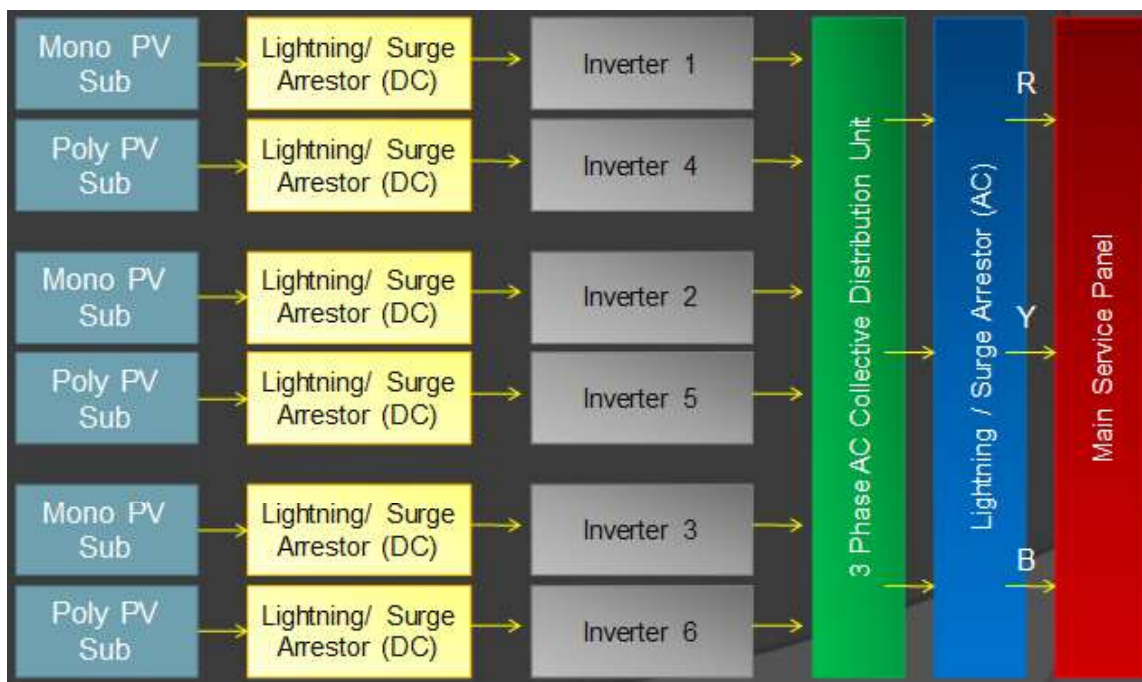 Mono PV
Sub
Lightning/ Surge
Arrestor (DC)
Inverter 1
Poly PV
Sub
Lightning/ Surge
Arrestor (DC)
Inverter 4
Mono PV
Sub
Lightning/ Surge
Arrestor (DC)
Inverter 2
Poly PV
Sub
Lightning/ Surge
Arrestor (DC)
Inverter 5
Mono PV
Sub
Lightning/ Surge
Arrestor (DC)
Inverter 3
Poly PV
Sub
Lightning/ Surge
Arrestor (DC)
Inverter 6
3 Phase AC Collective Distribution Unit
Lightning / Surge Arrestor (AC)
R
Y
B
Main Service Panel